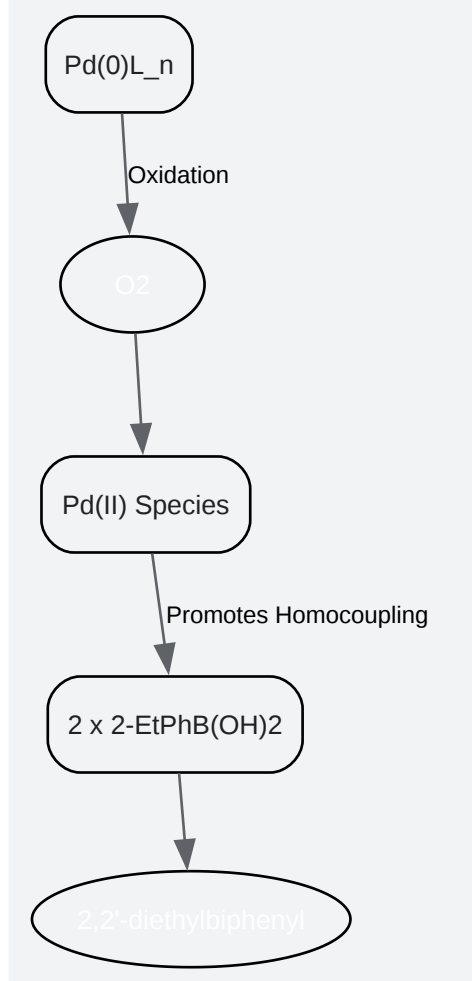 Pd(0)L_n
Oxidation
O2
Pd(II) Species
Promotes Homocoupling
2 x 2-EtPhB(OH)2
2,2'-diethylbiphenyl